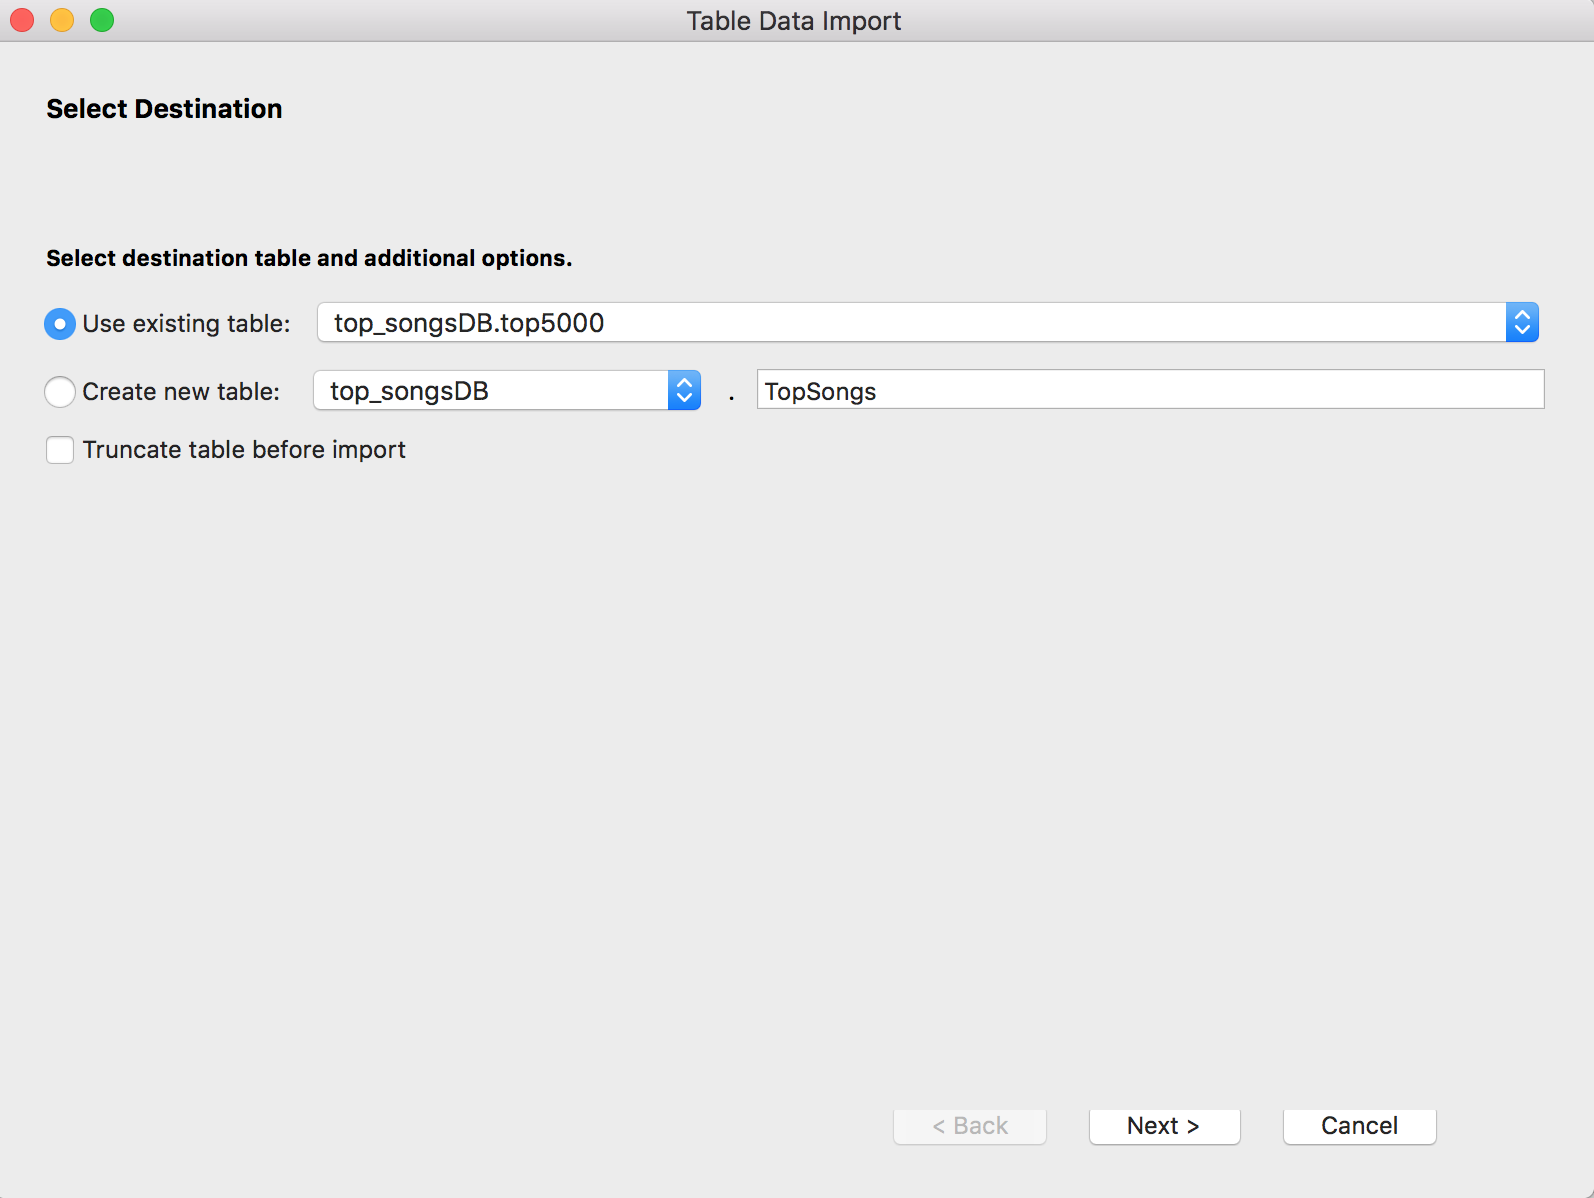 Table Data Import
Select Destination
Select destination table and additional options.
Use existing table: top_songsDB.top5000
Create new table: top_songsDB . TopSongs
Truncate table before import
< Back Next > Cancel